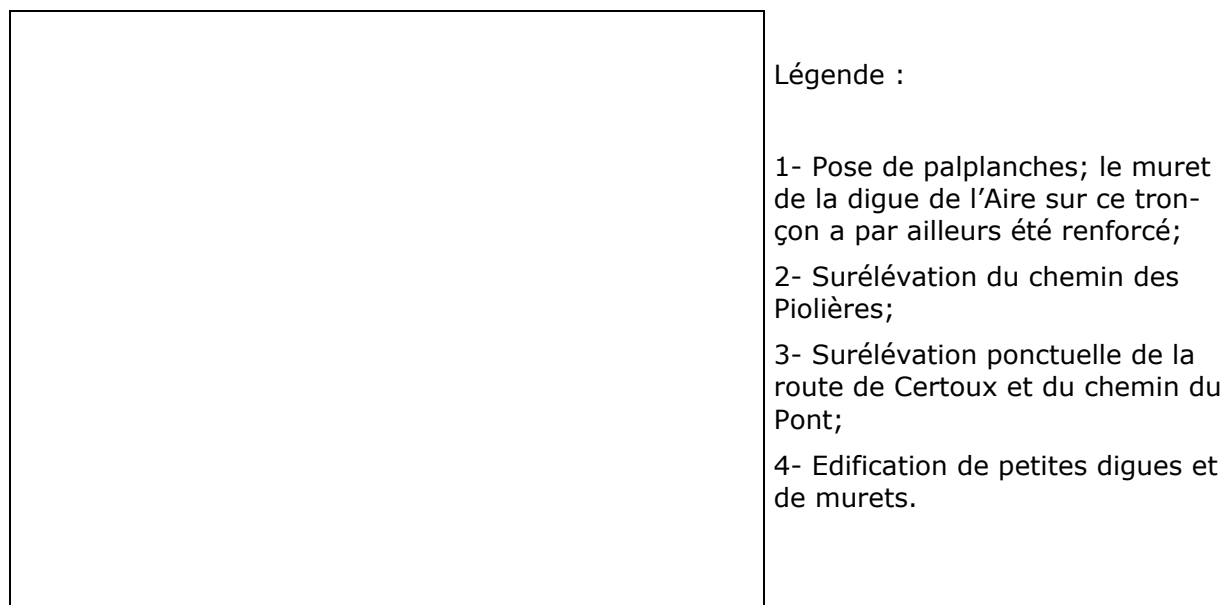 Légende :
1- Pose de palplanches; le muret
de la digue de l’Aire sur ce tron-
çon a par ailleurs été renforcé;
2- Surélévation du chemin des
Piolières;
3- Surélévation ponctuelle de la
route de Certoux et du chemin du
Pont;
4- Edification de petites digues et
de murets.